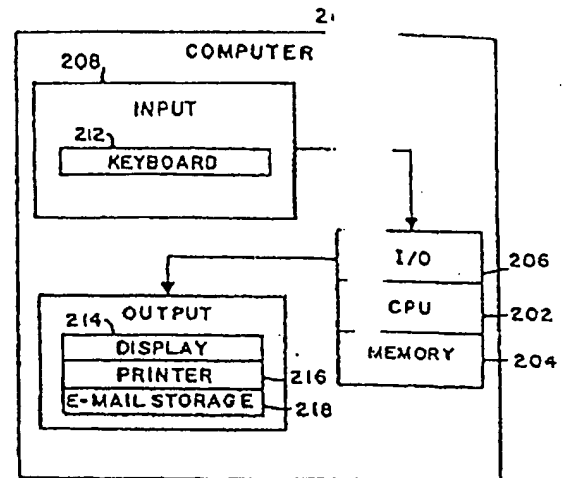 COMPUTER
208
INPUT
212
KEYBOARD
I/O
206
OUTPUT
CPU
202
214
DISPLAY
MEMORY
204
PRINTER
216
E-MAIL STORAGE
218